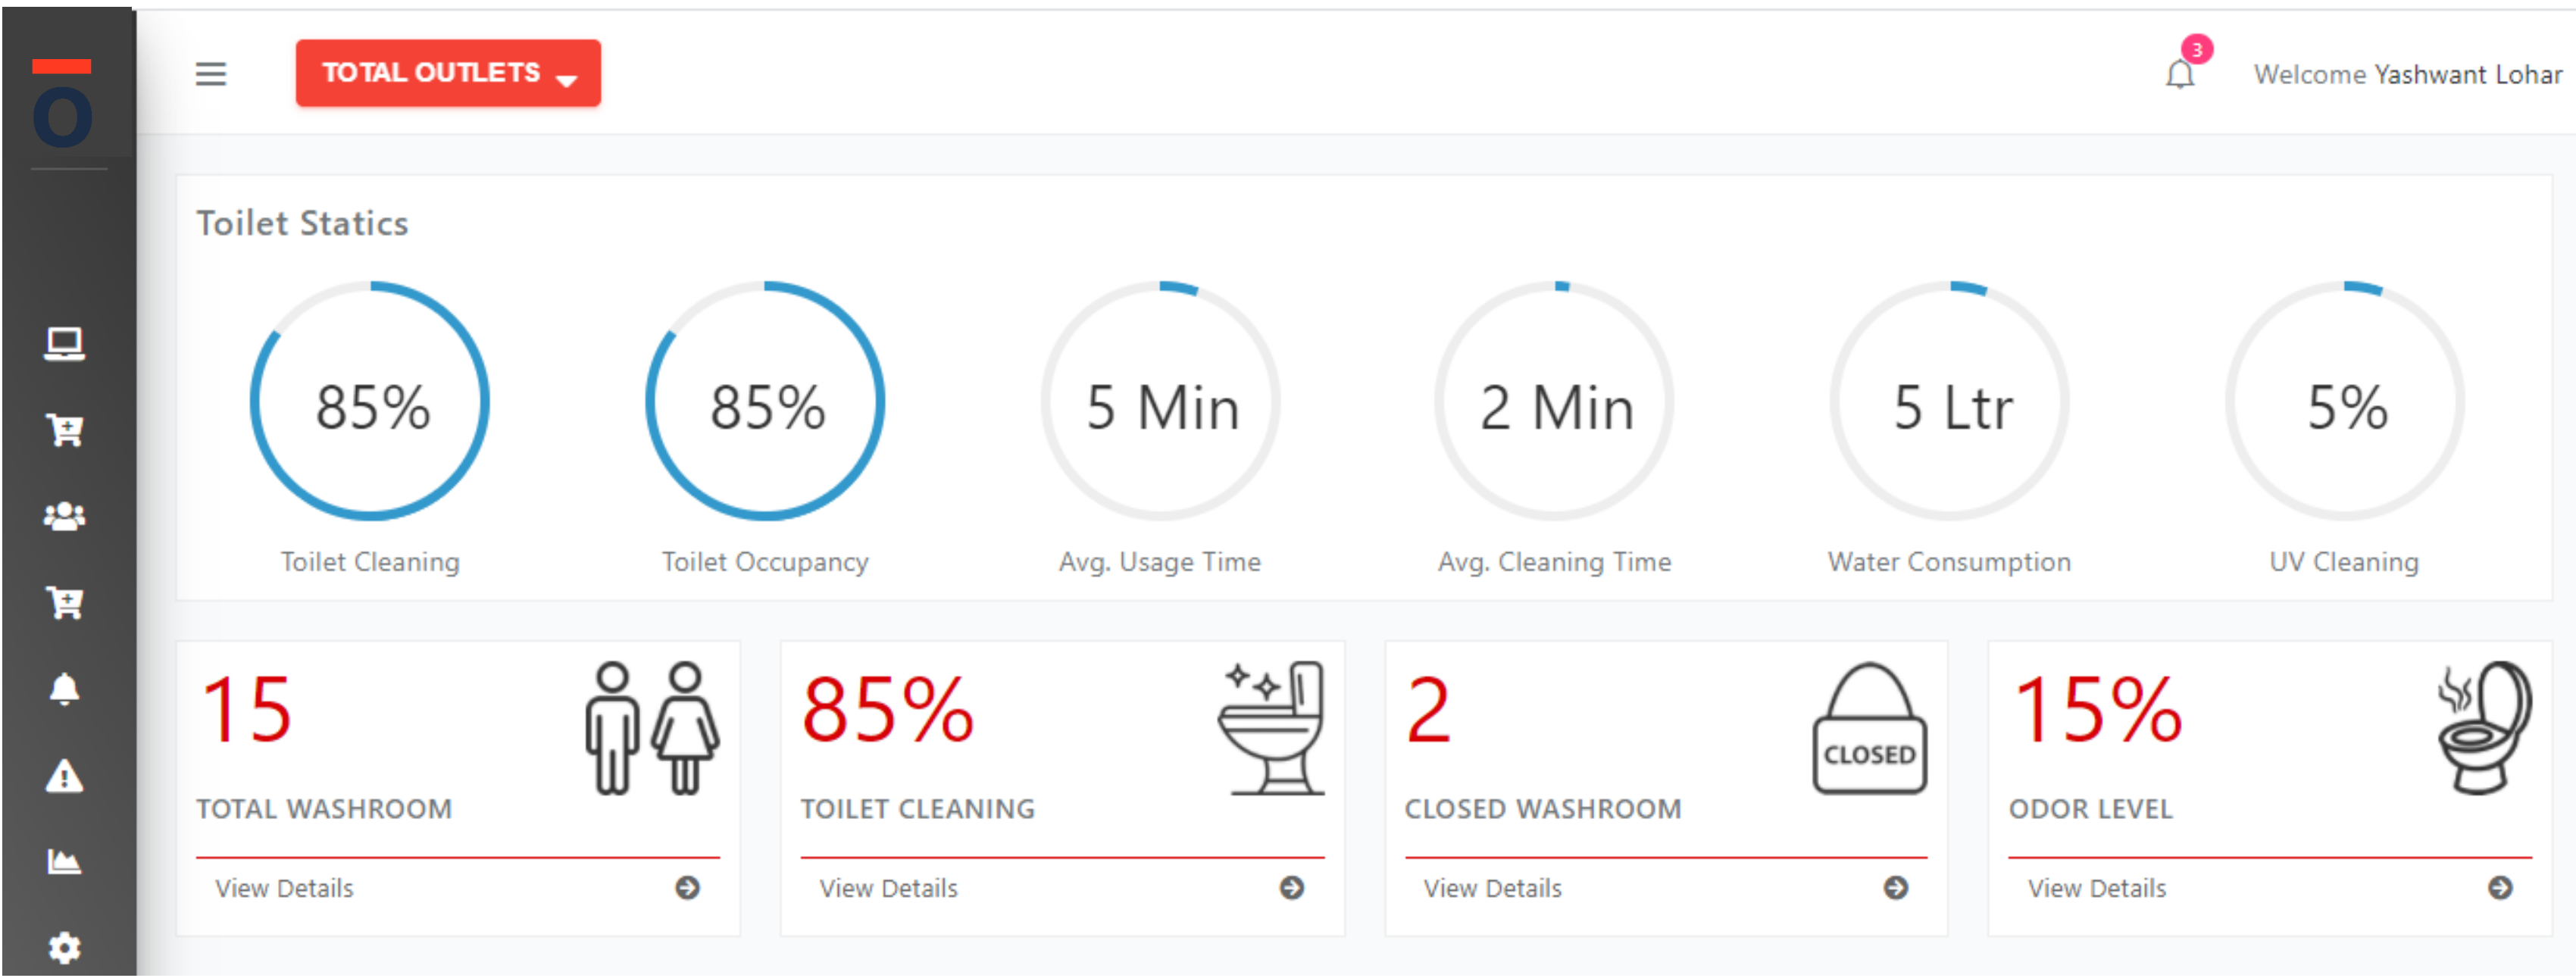 TOTAL OUTLETS
3
Welcome Yashwant Lohar
Toilet Statics
85%
85%
5 Min
2 Min
5 Ltr
5%
Toilet Cleaning
Toilet Occupancy
Avg. Usage Time
Avg. Cleaning Time
Water Consumption
UV Cleaning
15
TOTAL WASHROOM
View Details
85%
TOILET CLEANING
View Details
2
CLOSED
CLOSED WASHROOM
View Details
15%
ODOR LEVEL
View Details